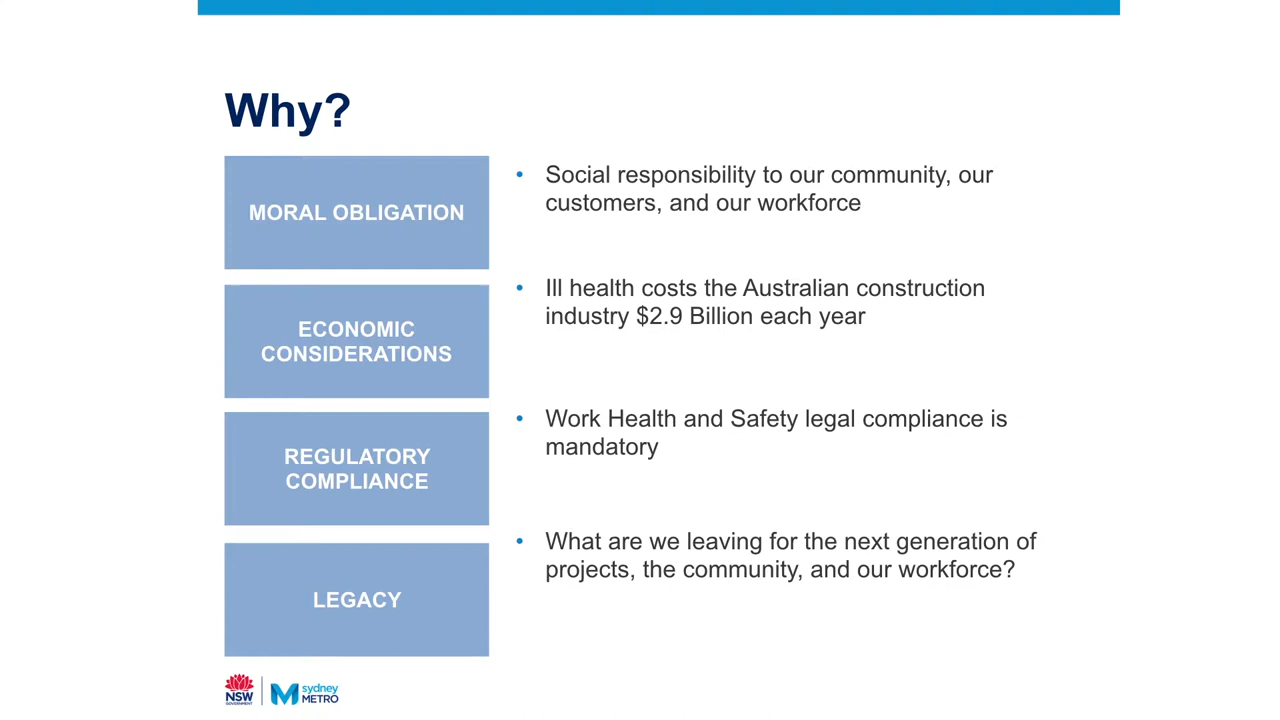 Why?
MORAL OBLIGATION
• Social responsibility to our community, our
customers, and our workforce
ECONOMIC
CONSIDERATIONS
• Ill health costs the Australian construction
industry $2.9 Billion each year
REGULATORY
COMPLIANCE
• Work Health and Safety legal compliance is
mandatory
LEGACY
• What are we leaving for the next generation of
projects, the community, and our workforce?
NSW
GOVERNMENT
sydney
METRO